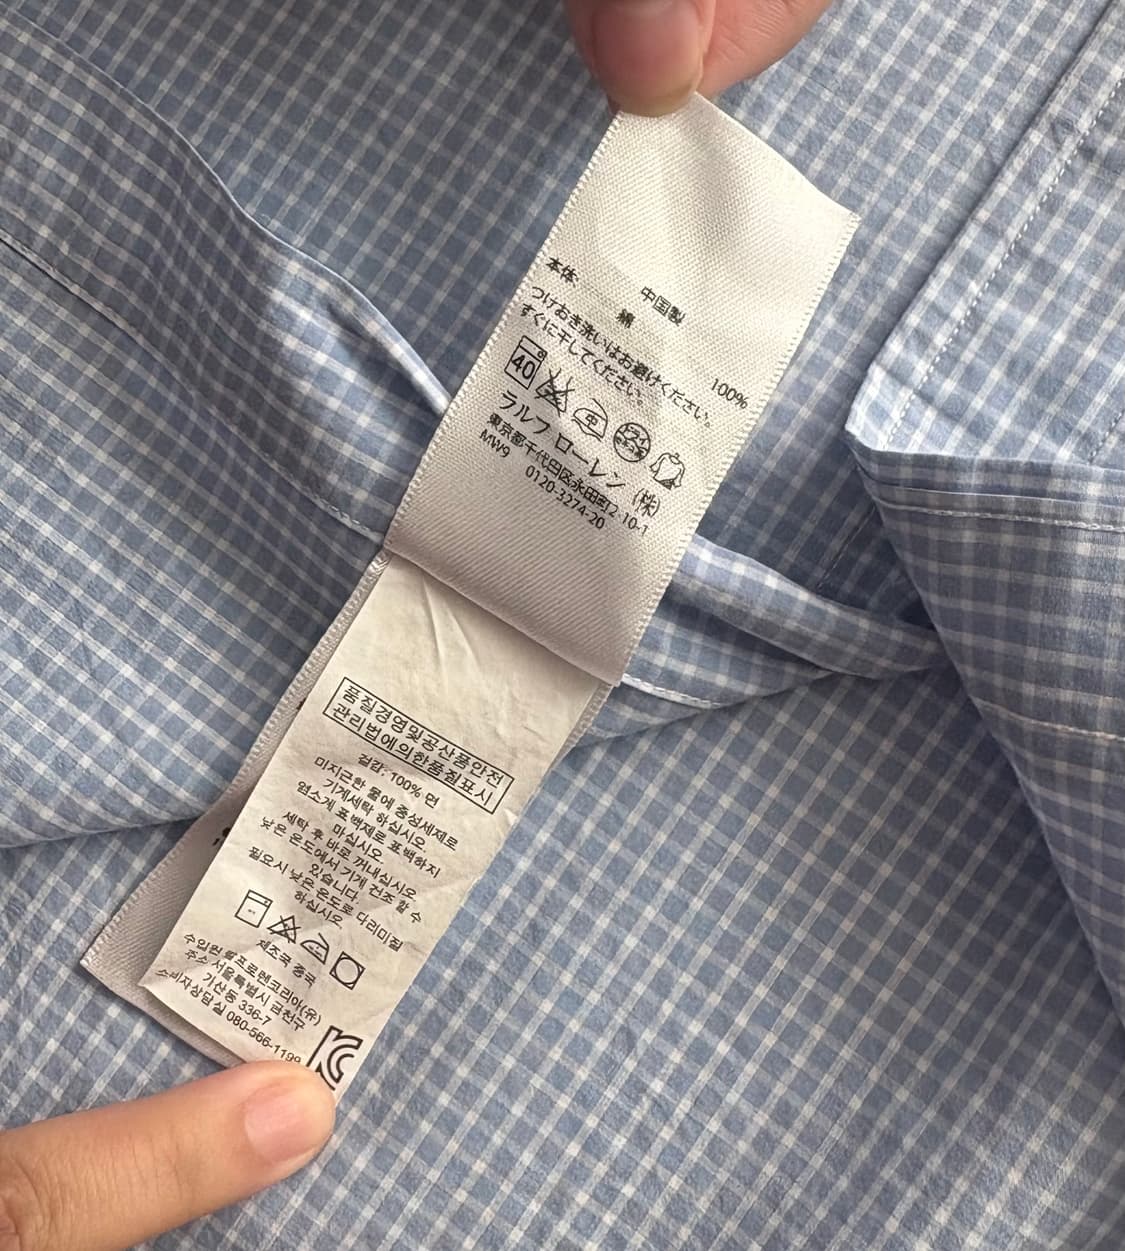 中国製
本体
綿 100%
つけおき洗いはお避けください。
すぐに干してください。
40 中 ドライ
ラルフ ローレン (株)
東京都千代田区永田町2-10-1
MW9 0120-3274-20
품질경영및공산품안전
관리법에의한품질표시
겉감: 100% 면
미지근한 물에 중성세제로
기계세탁 하십시오.
염소계 표백제로 표백하지
마십시오.
세탁 후 바로 꺼내십시오.
낮은 온도에서 기계 건조 할 수
있습니다.
필요시 낮은 온도로 다리미질
하십시오.
제조국 중국
수입원 랄프로렌코리아(유)
주소 서울특별시 금천구
가산동 336-7
소비자상담실 080-566-1199
KC